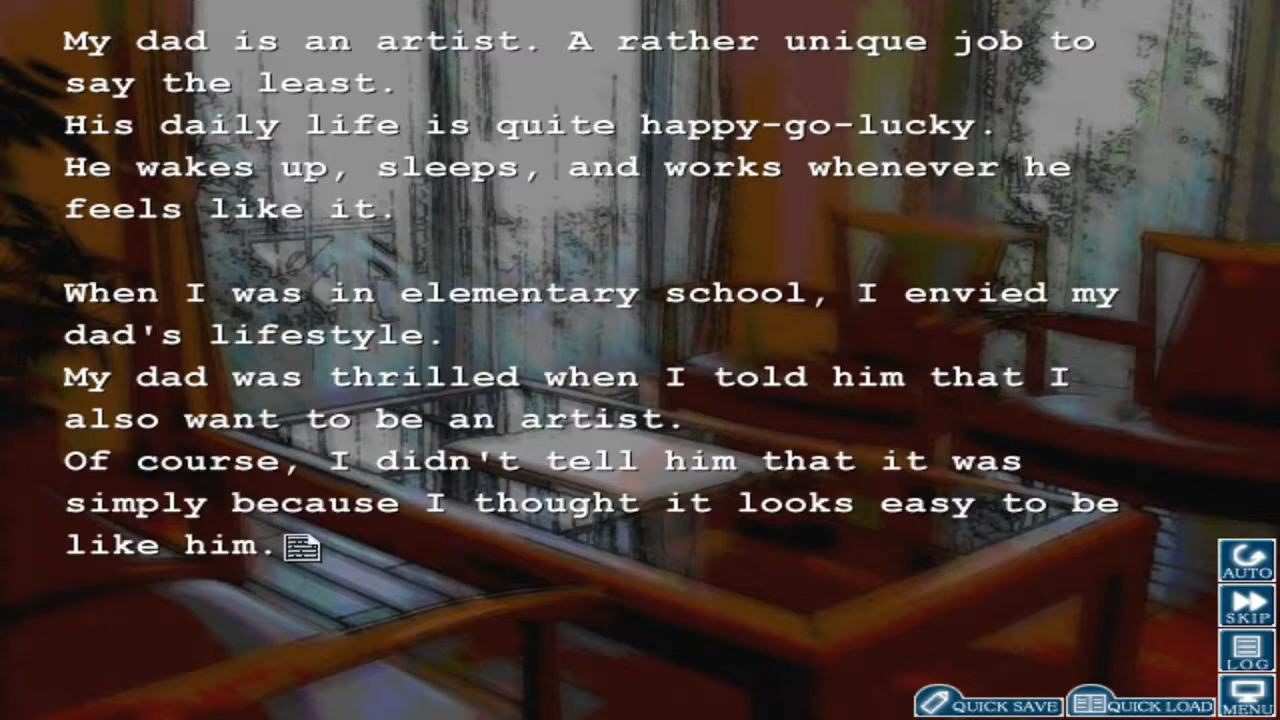 My dad is an artist. A rather unique job to
say the least.
His daily life is quite happy-go-lucky.
He wakes up, sleeps, and works whenever he
feels like it.
When I was in elementary school, I envied my
dad's lifestyle.
My dad was thrilled when I told him that I
also want to be an artist.
Of course, I didn't tell him that it was
simply because I thought it looks easy to be
like him.
AUTO
SKIP
LOG
MENU
QUICK SAVE
QUICK LOAD